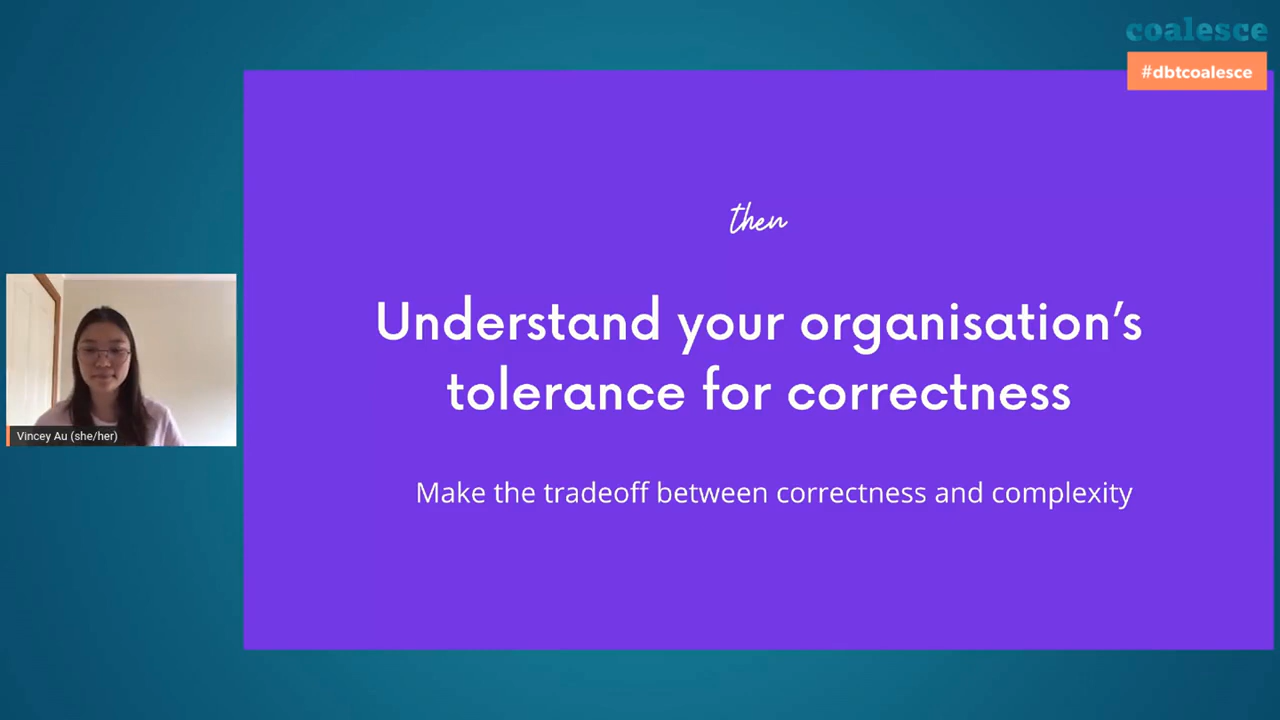 coalesce
#dbtcoalesce
then
Understand your organisation’s
tolerance for correctness
Make the tradeoff between correctness and complexity
Vincey Au (she/her)